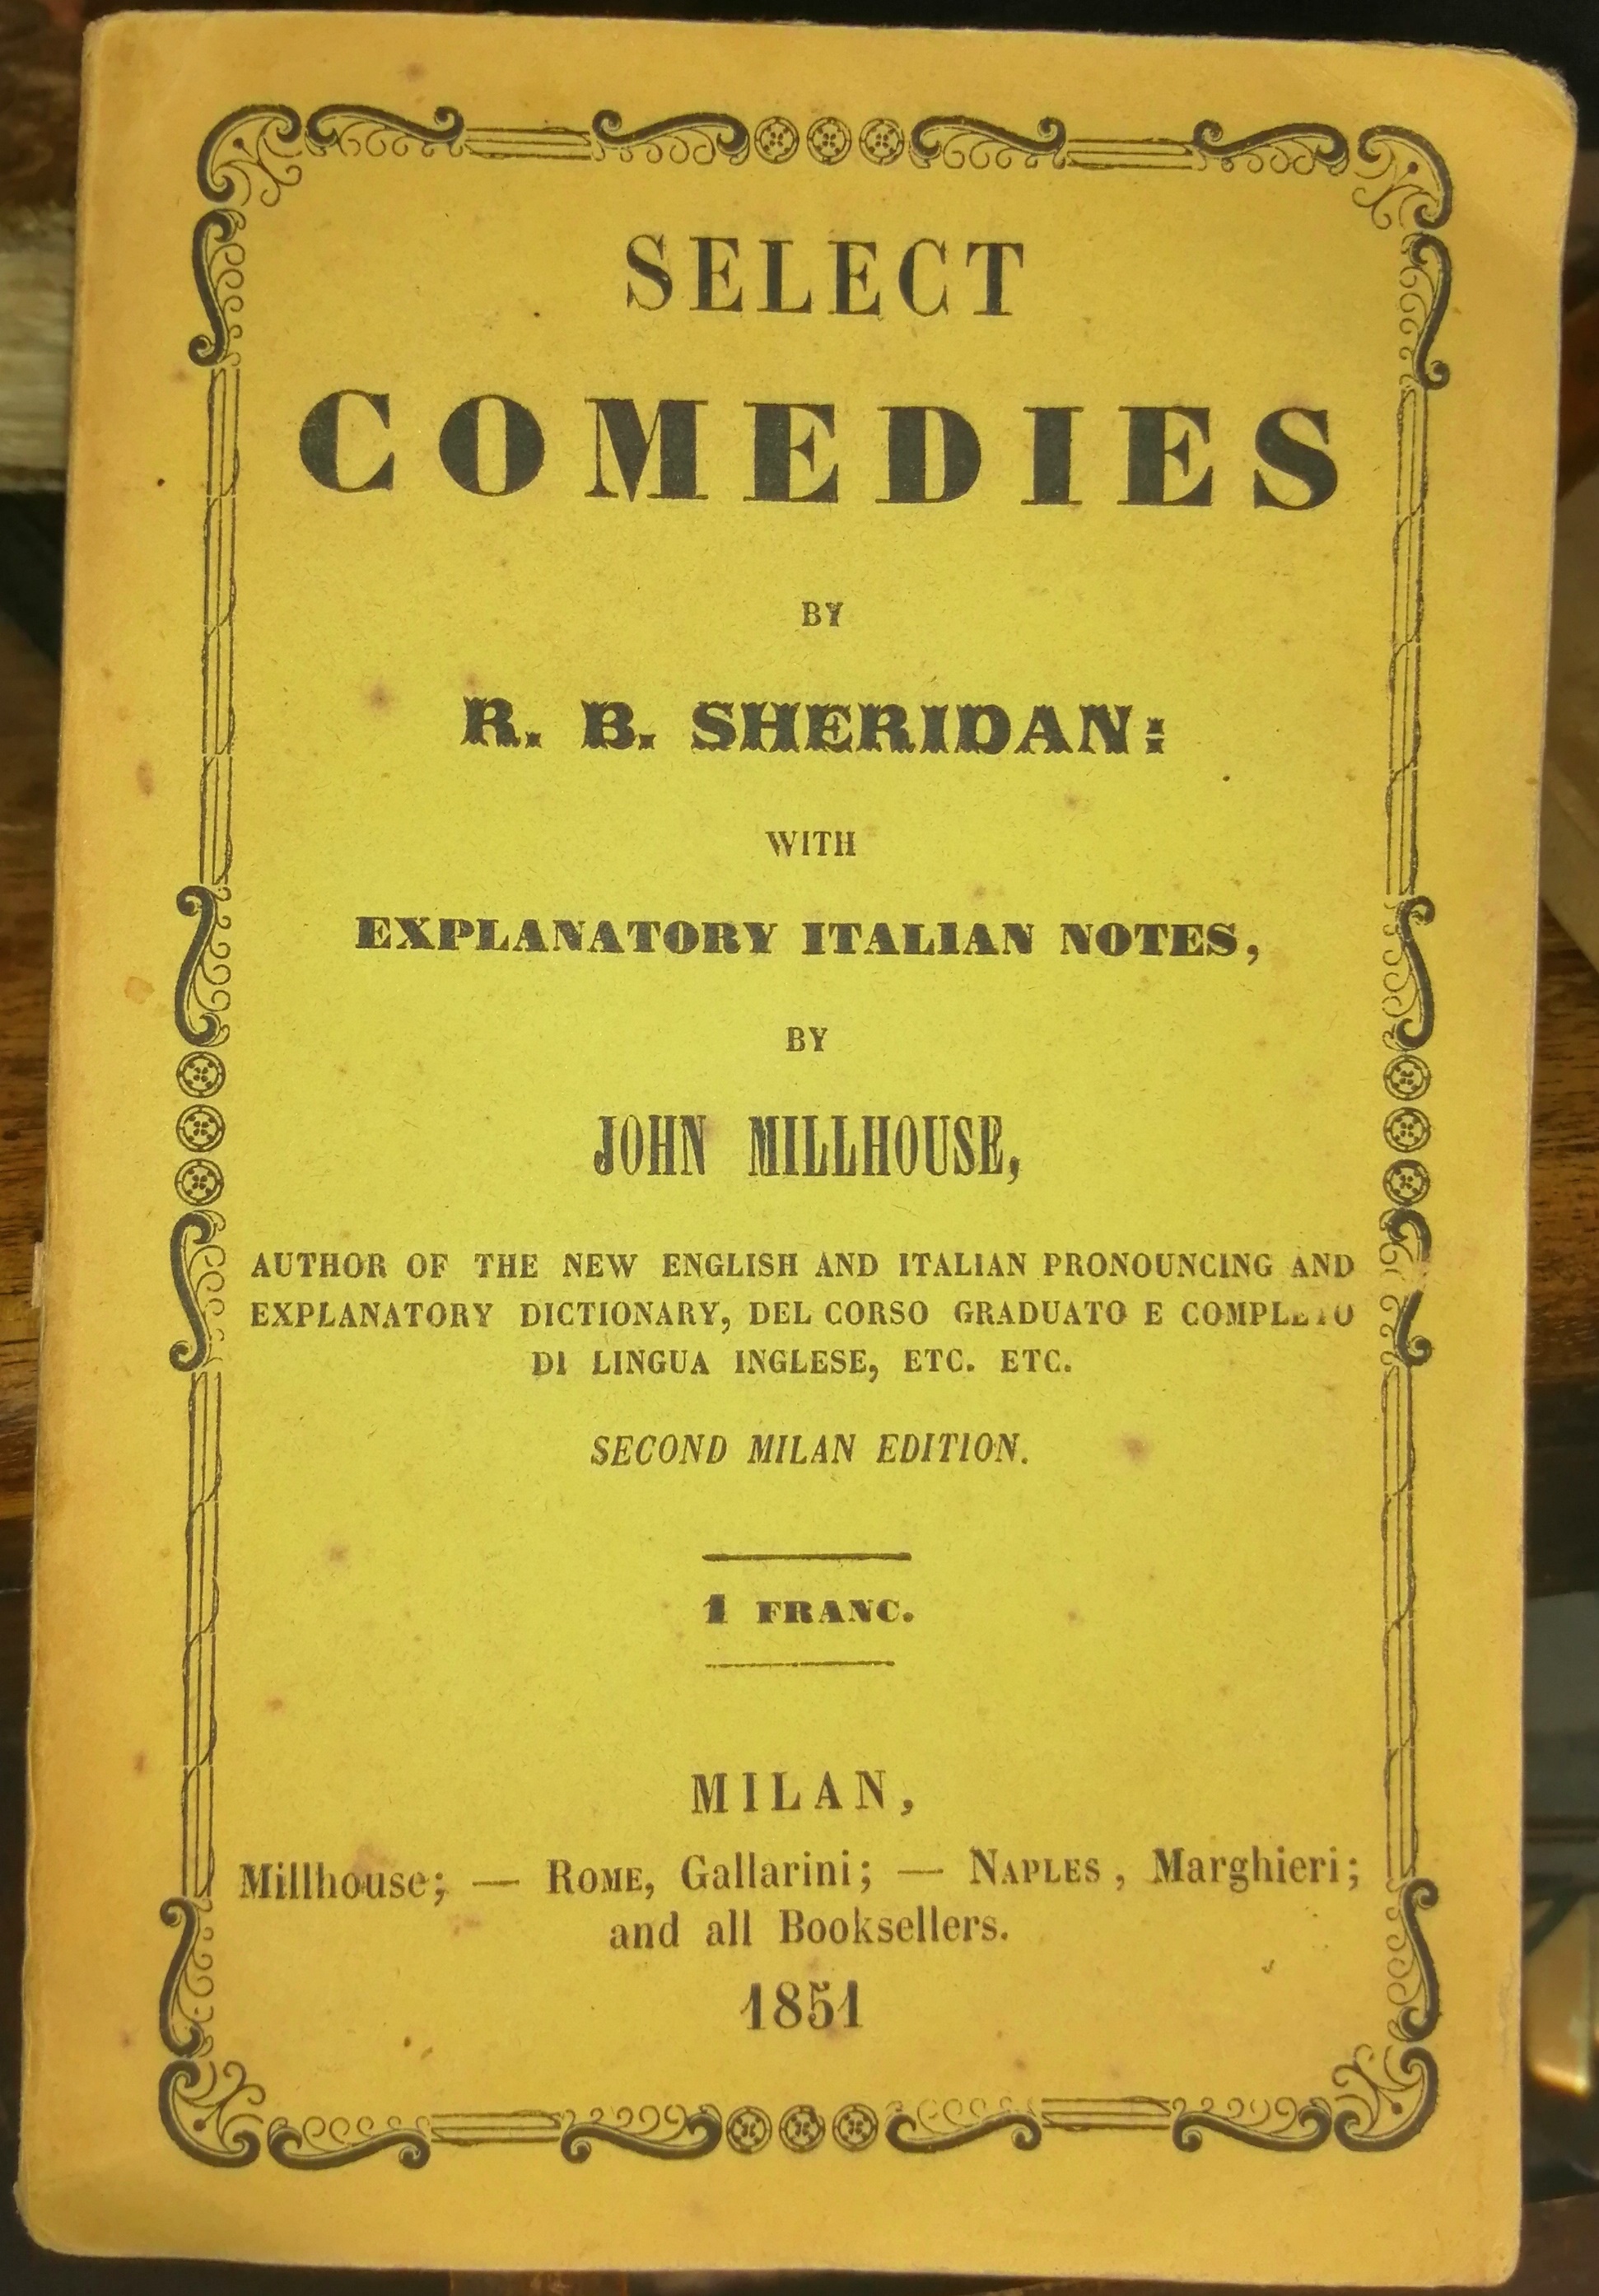 SELECT
COMEDIES
BY
R. B. SHERIDAN:
WITH
EXPLANATORY ITALIAN NOTES,
BY
JOHN MILLHOUSE,
AUTHOR OF THE NEW ENGLISH AND ITALIAN PRONOUNCING AND
EXPLANATORY DICTIONARY, DEL CORSO GRADUATO E COMPLETO
DI LINGUA INGLESE, ETC. ETC.
SECOND MILAN EDITION.
1 FRANC.
MILAN,
Millhouse; — ROME, Gallarini; — NAPLES, Marghieri;
and all Booksellers.
1851